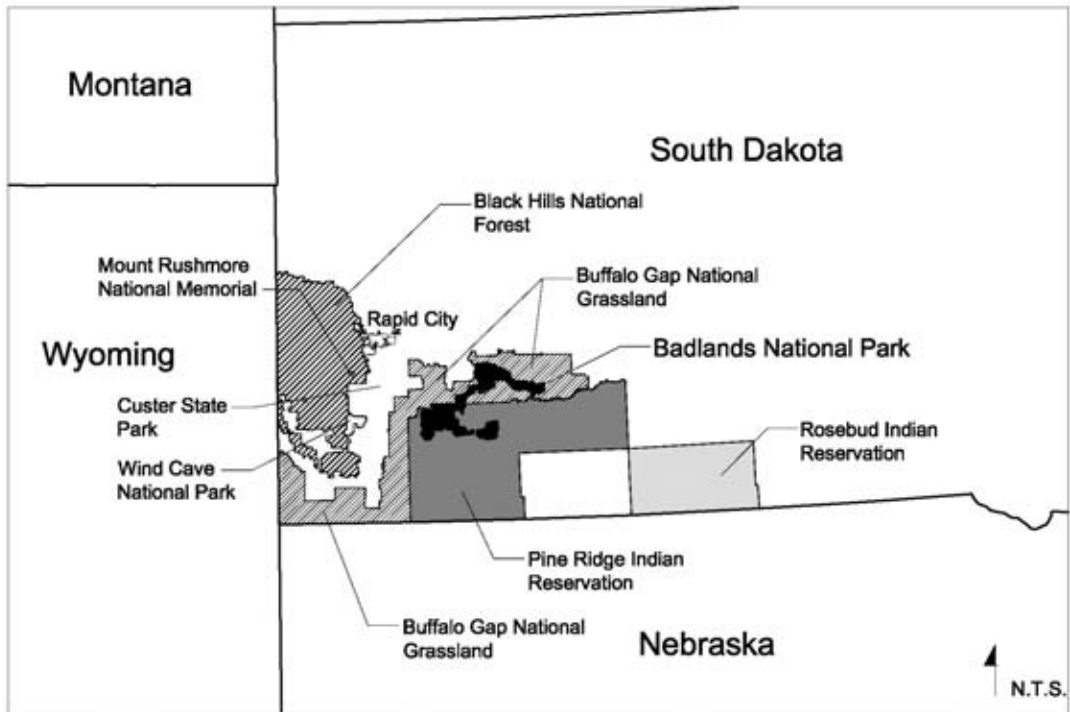 Montana
South Dakota
Black Hills National
Forest
Mount Rushmore
National Memorial
Buffalo Gap National
Grassland
Rapid City
Wyoming
Badlands National Park
Custer State
Park
Rosebud Indian
Reservation
Wind Cave
National Park
Pine Ridge Indian
Reservation
Buffalo Gap National
Grassland
Nebraska
N.T.S.